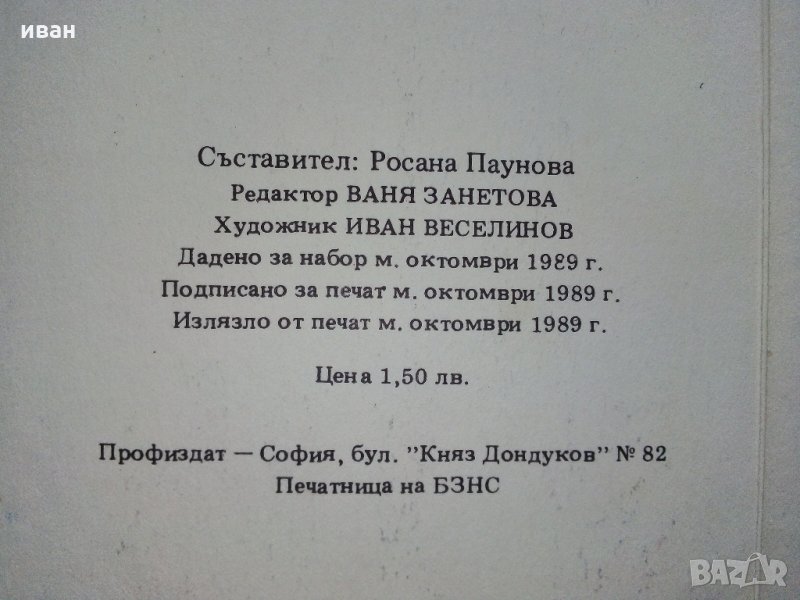 иван
Съставител: Росана Паунова
Редактор ВАНЯ ЗАНЕТОВА
Художник ИВАН ВЕСЕЛИНОВ
Дадено за набор м. октомври 1989 г.
Подписано за печат м. октомври 1989 г.
Излязло от печат м. октомври 1989 г.
Цена 1,50 лв.
Профиздат — София, бул. "Княз Дондуков" № 82
Печатница на БЗНС
BAZAR